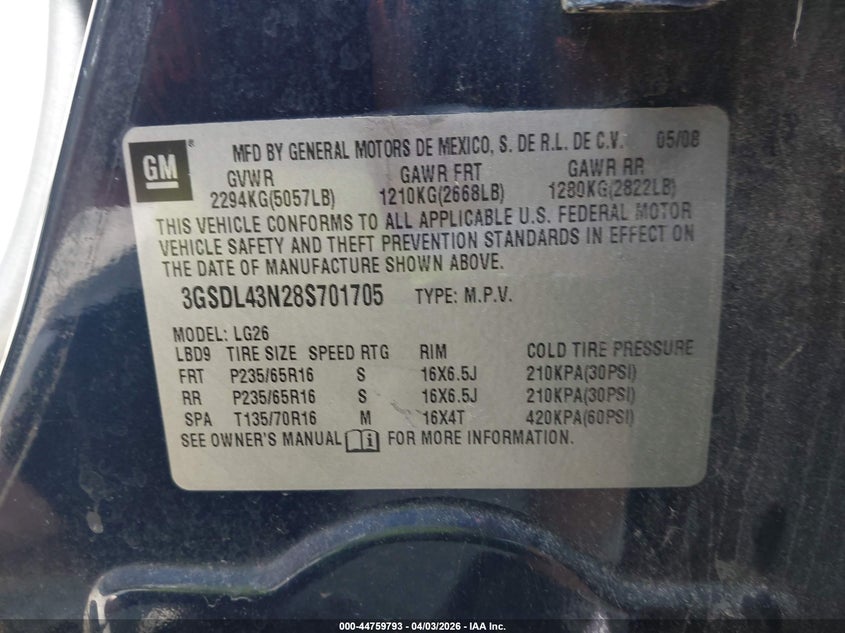 GM ® MFD BY GENERAL MOTORS DE MEXICO, S. DE R.L. DE C.V. 05/08
GVWR GAWR FRT GAWR RR
2294KG(5057LB) 1210KG(2668LB) 1280KG(2822LB)
THIS VEHICLE CONFORMS TO ALL APPLICABLE U.S. FEDERAL MOTOR
VEHICLE SAFETY AND THEFT PREVENTION STANDARDS IN EFFECT ON
THE DATE OF MANUFACTURE SHOWN ABOVE.
3GSDL43N28S701705 TYPE: M.P.V.
MODEL: LG26
LBD9 TIRE SIZE SPEED RTG RIM COLD TIRE PRESSURE
FRT P235/65R16 S 16X6.5J 210KPA(30PSI)
RR P235/65R16 S 16X6.5J 210KPA(30PSI)
SPA T135/70R16 M 16X4T 420KPA(60PSI)
SEE OWNER'S MANUAL FOR MORE INFORMATION.
000-44759793 - 04/03/2026 - IAA Inc.